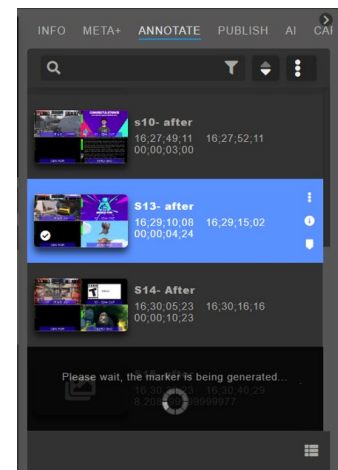 INFO META+ ANNOTATE PUBLISH AI CAP
s10- after
16;27;49;11 16;27;52;11
00;00;03;00
S13- after
16;29;10;08 16;29;15;02
00;00;04;24
S14- After
16;30;05;23 16;30;16;16
00;00;10;23
Please wait, the marker is being generated...